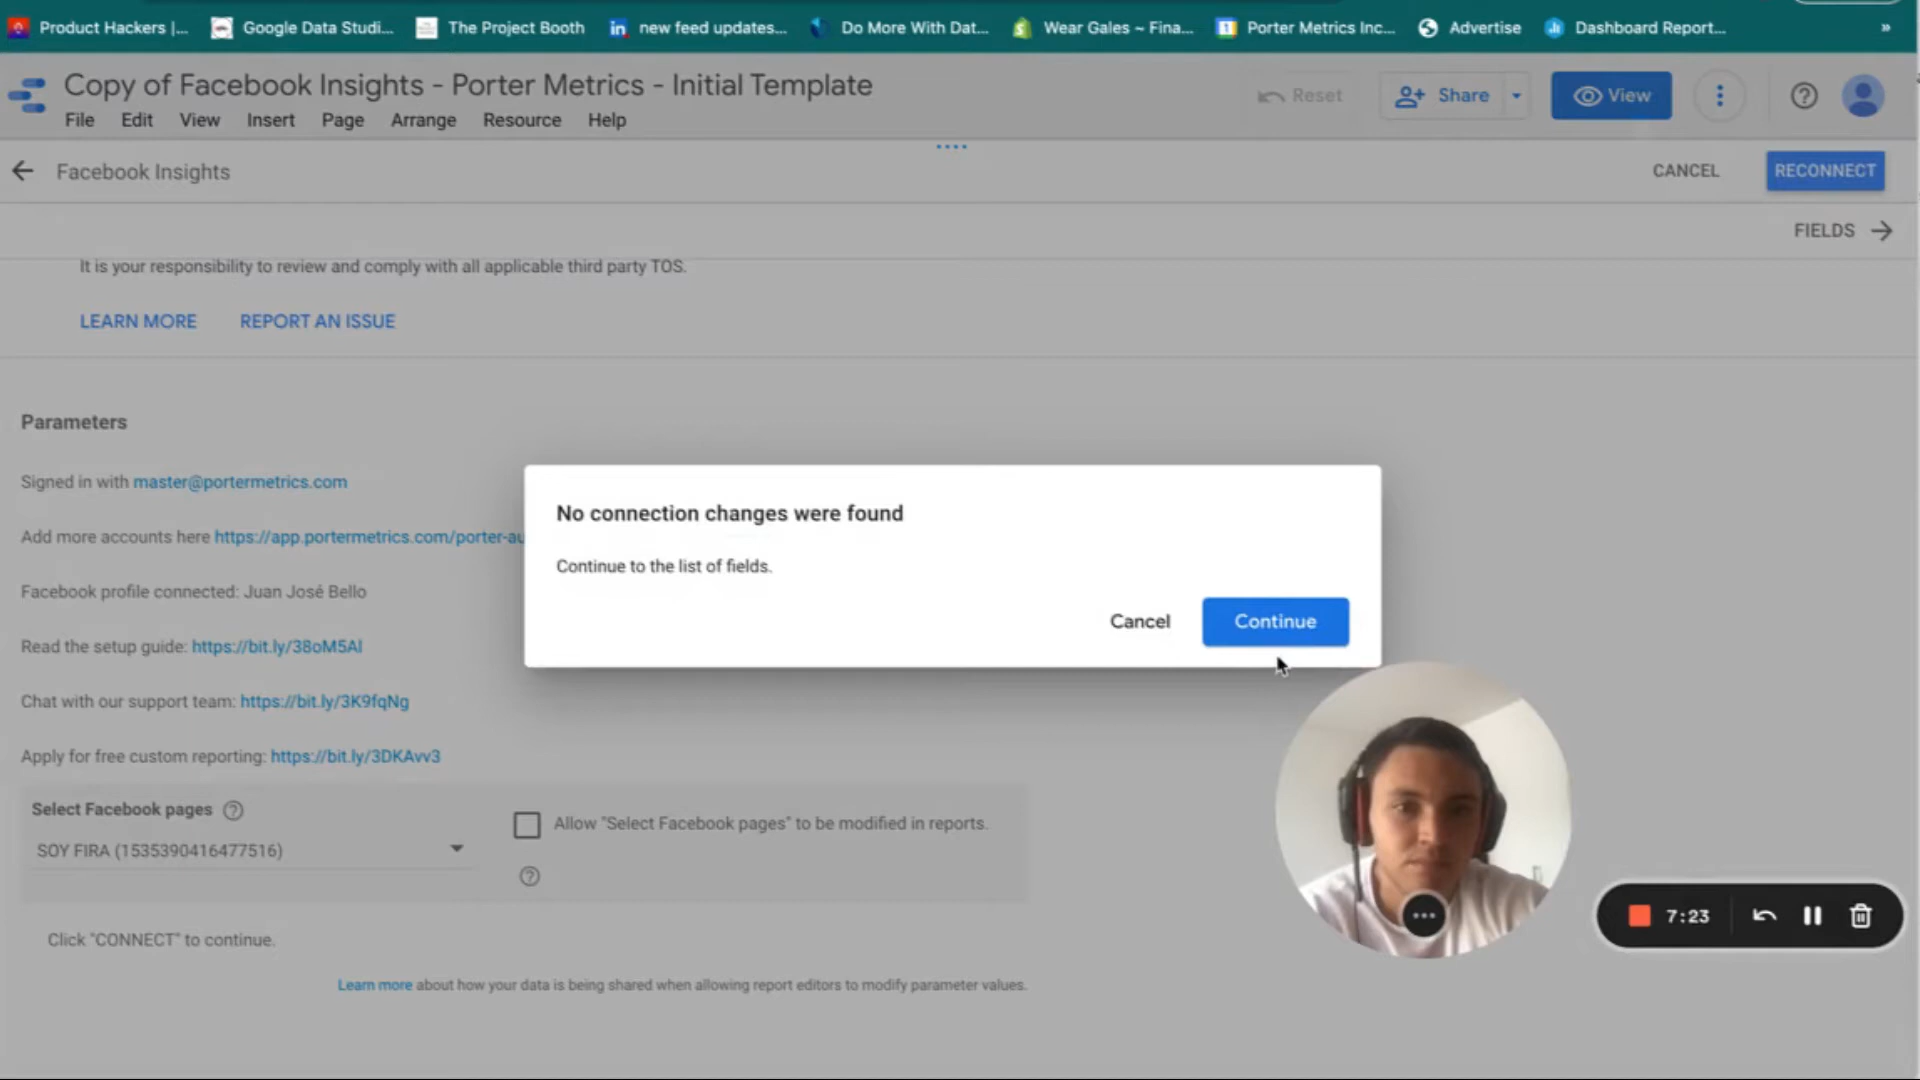 Product Hackers |...
Google Data Studi...
The Project Booth
in
new feed updates...
Do More With Dat...
Wear Gales ~ Fina...
1
Porter Metrics Inc...
Advertise
Dashboard Report...
»
Copy of Facebook Insights - Porter Metrics - Initial Template
File Edit View Insert Page Arrange Resource Help
Reset
Share
View
Facebook Insights
CANCEL
RECONNECT
FIELDS
It is your responsibility to review and comply with all applicable third party TOS.
LEARN MORE
REPORT AN ISSUE
Parameters
Signed in with master@portermetrics.com
Add more accounts here https://app.portermetrics.com/porter-au
Facebook profile connected: Juan José Bello
Read the setup guide: https://bit.ly/38oM5Al
Chat with our support team: https://bit.ly/3K9fqNg
Apply for free custom reporting: https://bit.ly/3DKAvv3
No connection changes were found
Continue to the list of fields.
Cancel
Continue
Select Facebook pages ?
SOY FIRA (1535390416477516)
Allow "Select Facebook pages" to be modified in reports.
?
Click "CONNECT" to continue.
Learn more about how your data is being shared when allowing report editors to modify parameter values.
7:23